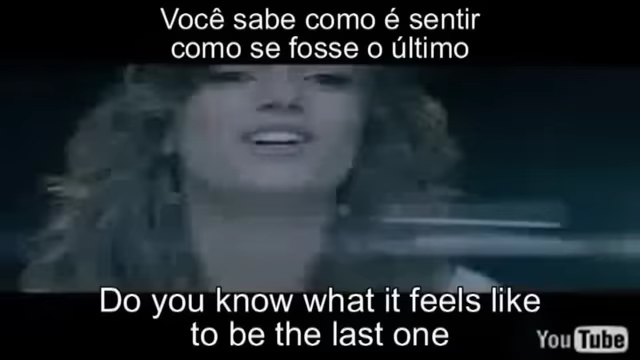 Você sabe como é sentir
como se fosse o último
Do you know what it feels like
to be the last one
YouTube